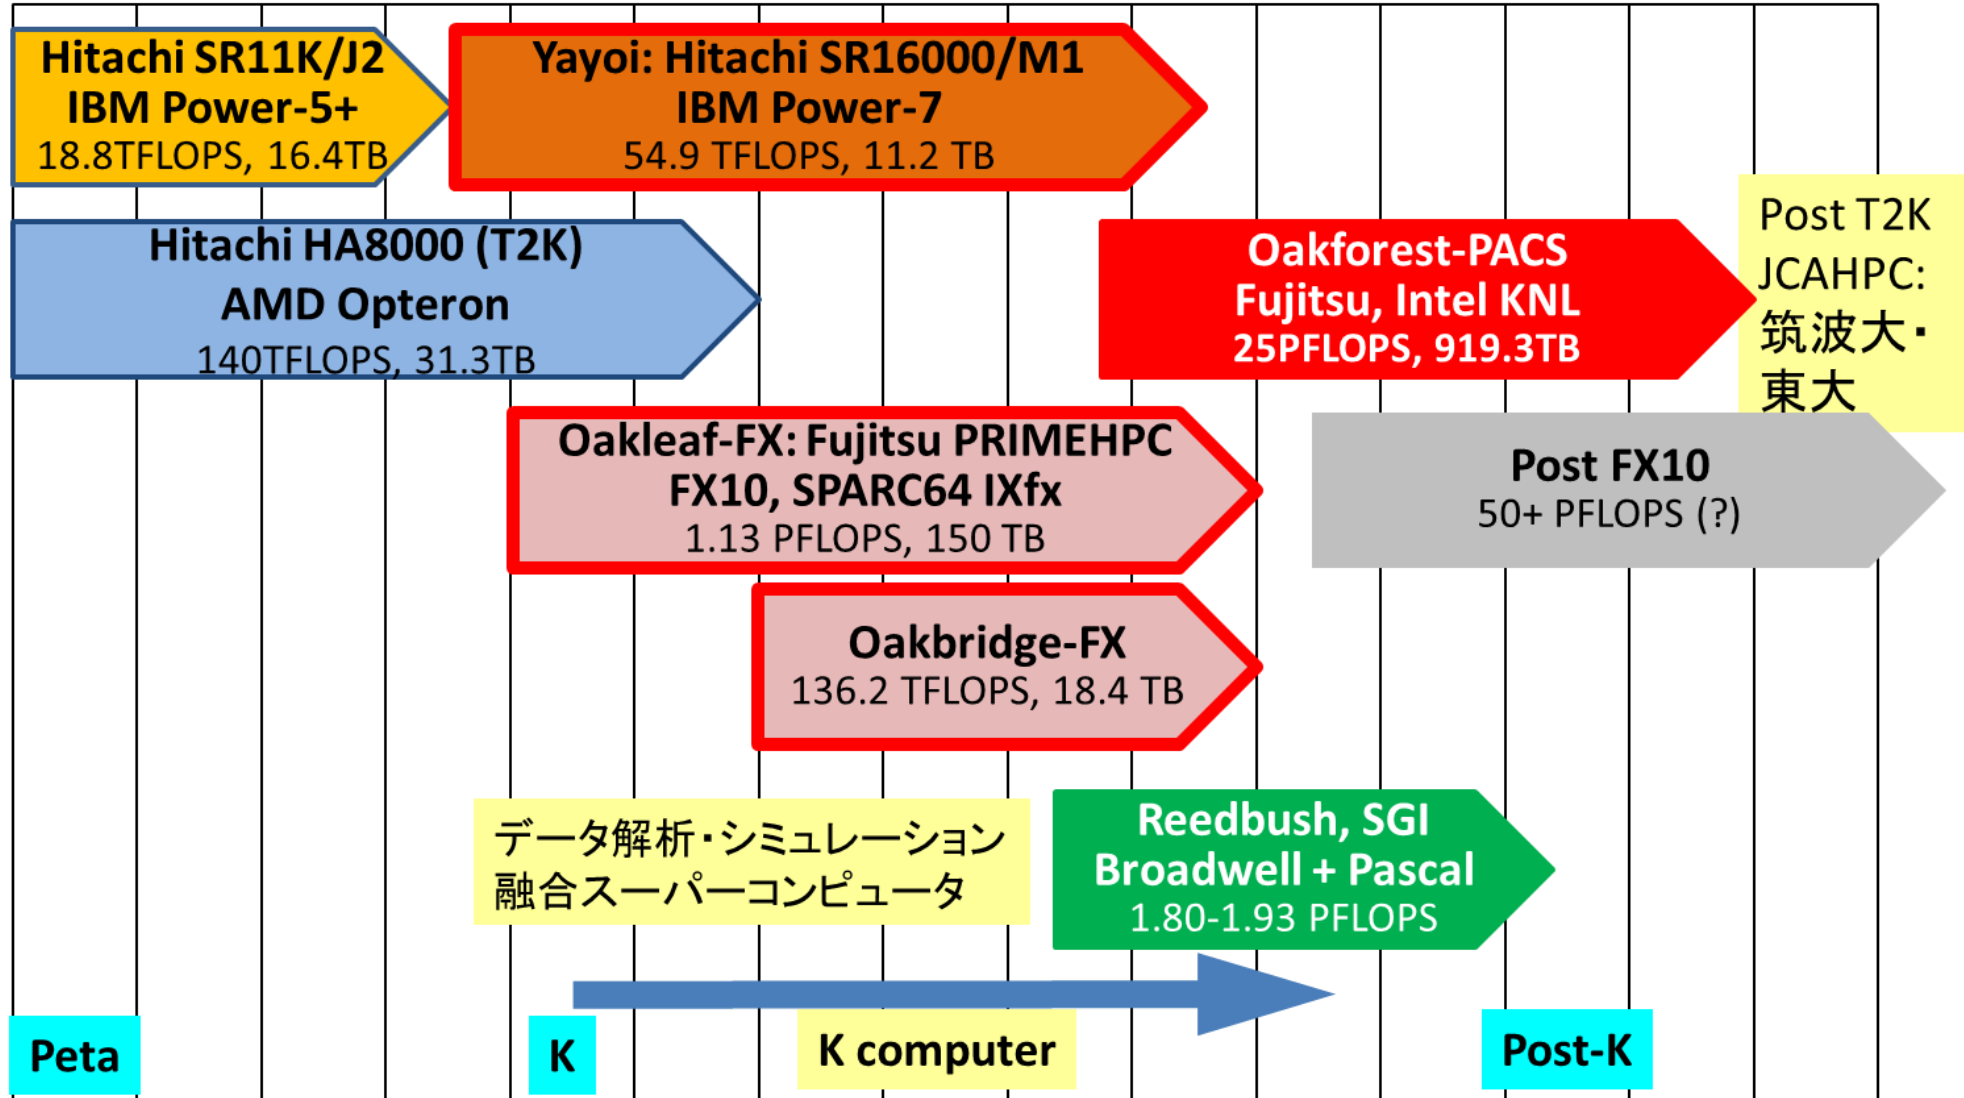 Hitachi SR11K/J2
IBM Power-5+
18.8TFLOPS, 16.4TB
Yayoi: Hitachi SR16000/M1
IBM Power-7
54.9 TFLOPS, 11.2 TB
Hitachi HA8000 (T2K)
AMD Opteron
140TFLOPS, 31.3TB
Oakforest-PACS
Fujitsu, Intel KNL
25PFLOPS, 919.3TB
Post T2K
JCAHPC:
筑波大・
東大
Oakleaf-FX: Fujitsu PRIMEHPC
FX10, SPARC64 IXfx
1.13 PFLOPS, 150 TB
Post FX10
50+ PFLOPS (?)
Oakbridge-FX
136.2 TFLOPS, 18.4 TB
データ解析・シミュレーション
融合スーパーコンピュータ
Reedbush, SGI
Broadwell + Pascal
1.80-1.93 PFLOPS
Peta
K
K computer
Post-K